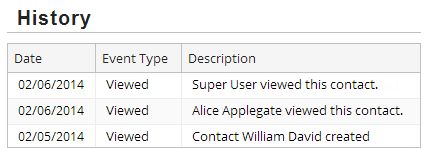 History
Date Event Type Description
02/06/2014 Viewed Super User viewed this contact.
02/06/2014 Viewed Alice Applegate viewed this contact.
02/05/2014 Viewed Contact William David created